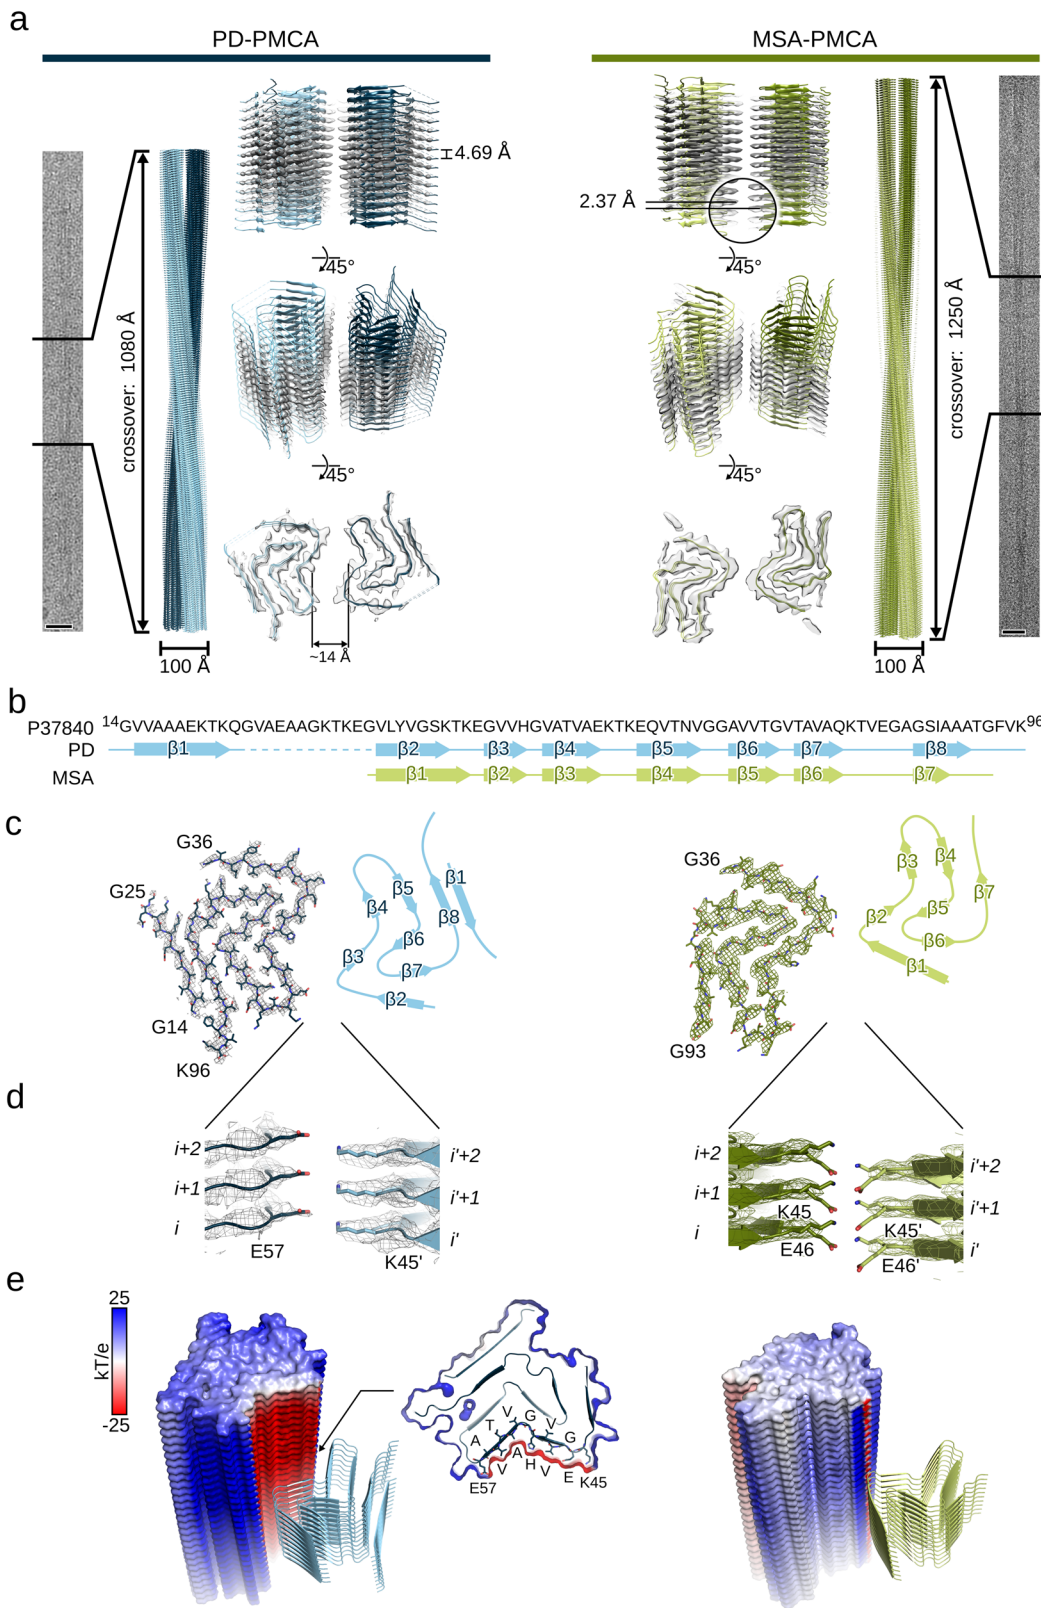 a
PD-PMCA
MSA-PMCA
4.69 Å
2.37 Å
45°
45°
crossover: 1080 Å
crossover: 1250 Å
45°
45°
~14 Å
100 Å
100 Å
b
P37840 14GVVAAAEKTKQGVAEAAGKTKEGVLYVGSKTKEGVVHGVATVAEKTKEQVTNVGGAVVTGVTAVAQKTVEGAGSIAAATGFVK96
PD β1 β2 β3 β4 β5 β6 β7 β8
MSA β1 β2 β3 β4 β5 β6 β7
c
G36
G25
G14
K96
β1
β5
β4
β8
β6
β3
β7
β2
G36
G93
β3
β4
β7
β5
β2
β6
β1
d
i+2
i+1
i
E57
K45'
i'+2
i'+1
i'
i+2
i+1
i
K45
E46
K45'
E46'
i'+2
i'+1
i'
e
25
kT/e
-25
V G
T V
A G
V A H V E
E57 K45